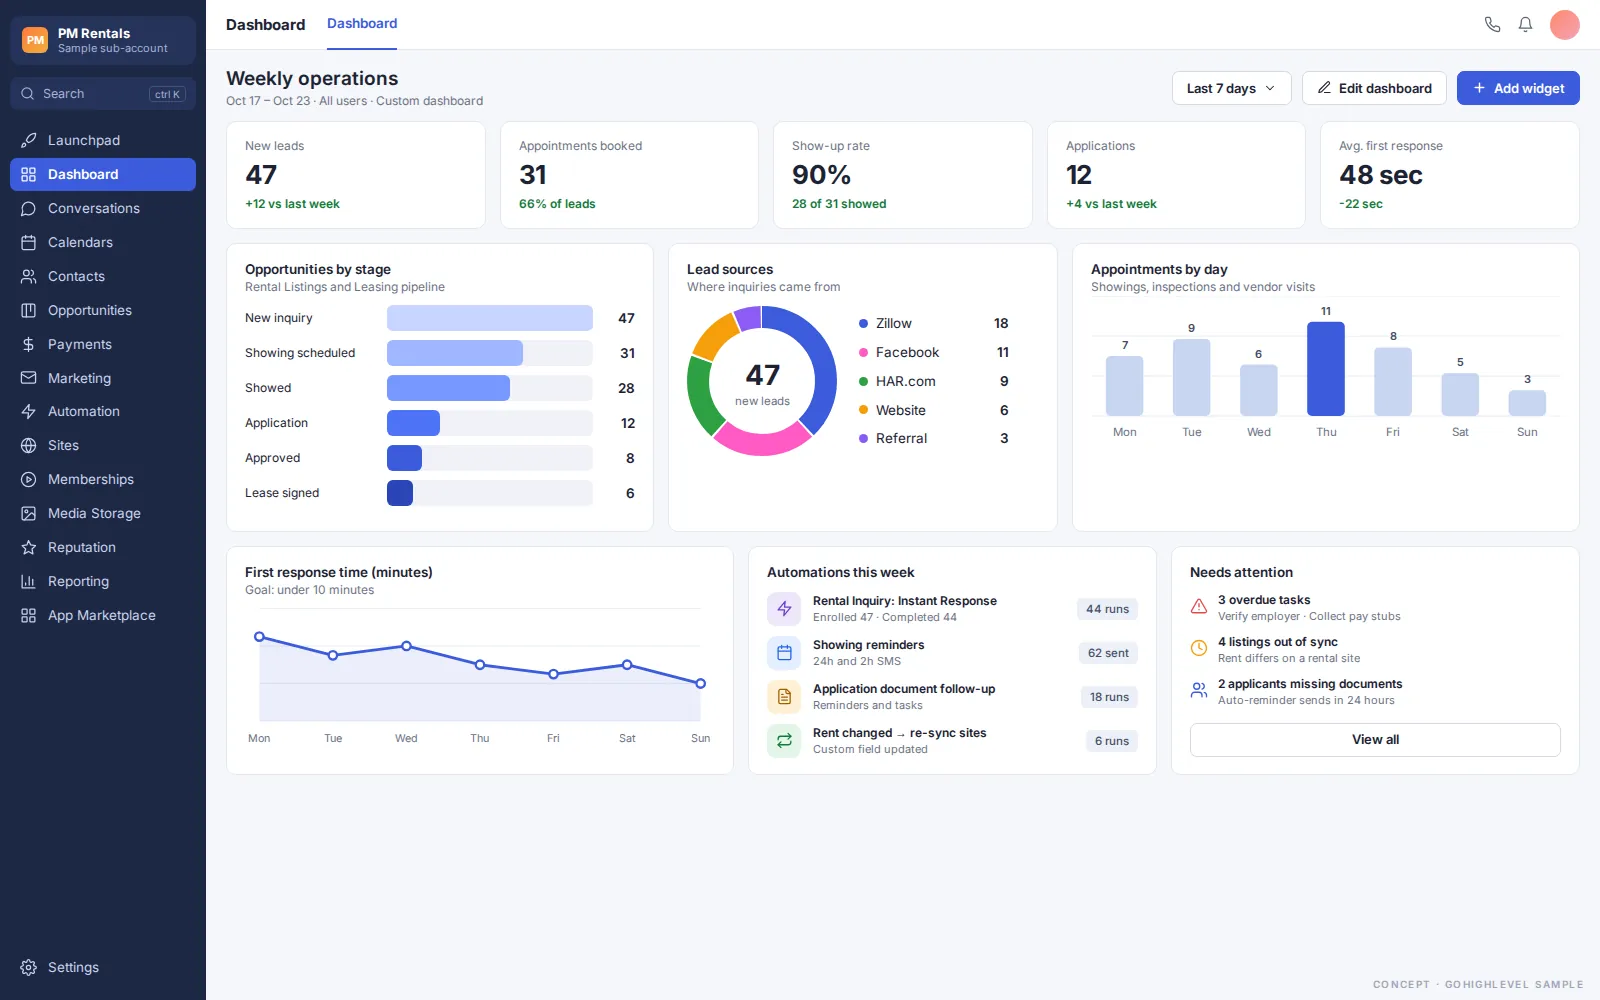 PM
PM Rentals
Sample sub-account
Search
ctrl K
Launchpad
Dashboard
Conversations
Calendars
Contacts
Opportunities
Payments
Marketing
Automation
Sites
Memberships
Media Storage
Reputation
Reporting
App Marketplace
Settings
Dashboard
Dashboard
Weekly operations
Oct 17 – Oct 23 · All users · Custom dashboard
Last 7 days
Edit dashboard
Add widget
New leads
47
+12 vs last week
Appointments booked
31
66% of leads
Show-up rate
90%
28 of 31 showed
Applications
12
+4 vs last week
Avg. first response
48 sec
-22 sec
Opportunities by stage
Rental Listings and Leasing pipeline
New inquiry 47
Showing scheduled 31
Showed 28
Application 12
Approved 8
Lease signed 6
Lead sources
Where inquiries came from
47
new leads
Zillow 18
Facebook 11
HAR.com 9
Website 6
Referral 3
Appointments by day
Showings, inspections and vendor visits
7 9 6 11 8 5 3
Mon Tue Wed Thu Fri Sat Sun
First response time (minutes)
Goal: under 10 minutes
Mon Tue Wed Thu Fri Sat Sun
Automations this week
Rental Inquiry: Instant Response
Enrolled 47 · Completed 44
44 runs
Showing reminders
24h and 2h SMS
62 sent
Application document follow-up
Reminders and tasks
18 runs
Rent changed → re-sync sites
Custom field updated
6 runs
Needs attention
3 overdue tasks
Verify employer · Collect pay stubs
4 listings out of sync
Rent differs on a rental site
2 applicants missing documents
Auto-reminder sends in 24 hours
View all
CONCEPT · GOHIGHLEVEL SAMPLE